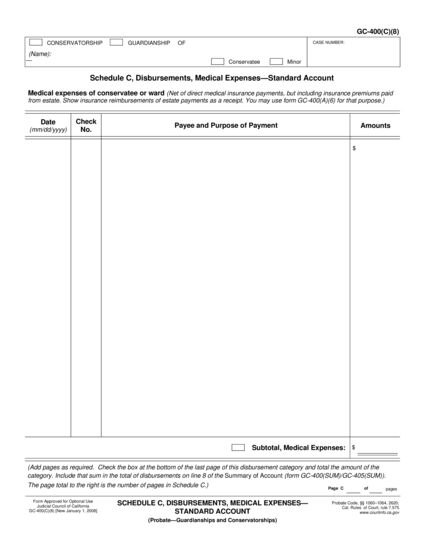 GC-400(C)(8)
CONSERVATORSHIP GUARDIANSHIP OF
CASE NUMBER:
(Name):
Conservatee Minor
Schedule C, Disbursements, Medical Expenses—Standard Account
Medical expenses of conservatee or ward (Net of direct medical insurance payments, but including insurance premiums paid
from estate. Show insurance reimbursements of estate payments as a receipt. You may use form GC-400(A)(6) for that purpose.)
Date
(mm/dd/yyyy)
Check
No.
Payee and Purpose of Payment
Amounts
$
Subtotal, Medical Expenses: $
(Add pages as required. Check the box at the bottom of the last page of this disbursement category and total the amount of the
category. Include that sum in the total of disbursements on line 8 of the Summary of Account (form GC-400(SUM)/GC-405(SUM)).
The page total to the right is the number of pages in Schedule C.)
Page C of pages
Form Approved for Optional Use
Judicial Council of California
GC-400(C)(8) [New January 1, 2008]
SCHEDULE C, DISBURSEMENTS, MEDICAL EXPENSES—
STANDARD ACCOUNT
(Probate—Guardianships and Conservatorships)
Probate Code, §§ 1060–1064, 2620;
Cal. Rules of Court, rule 7.575
www.courtinfo.ca.gov